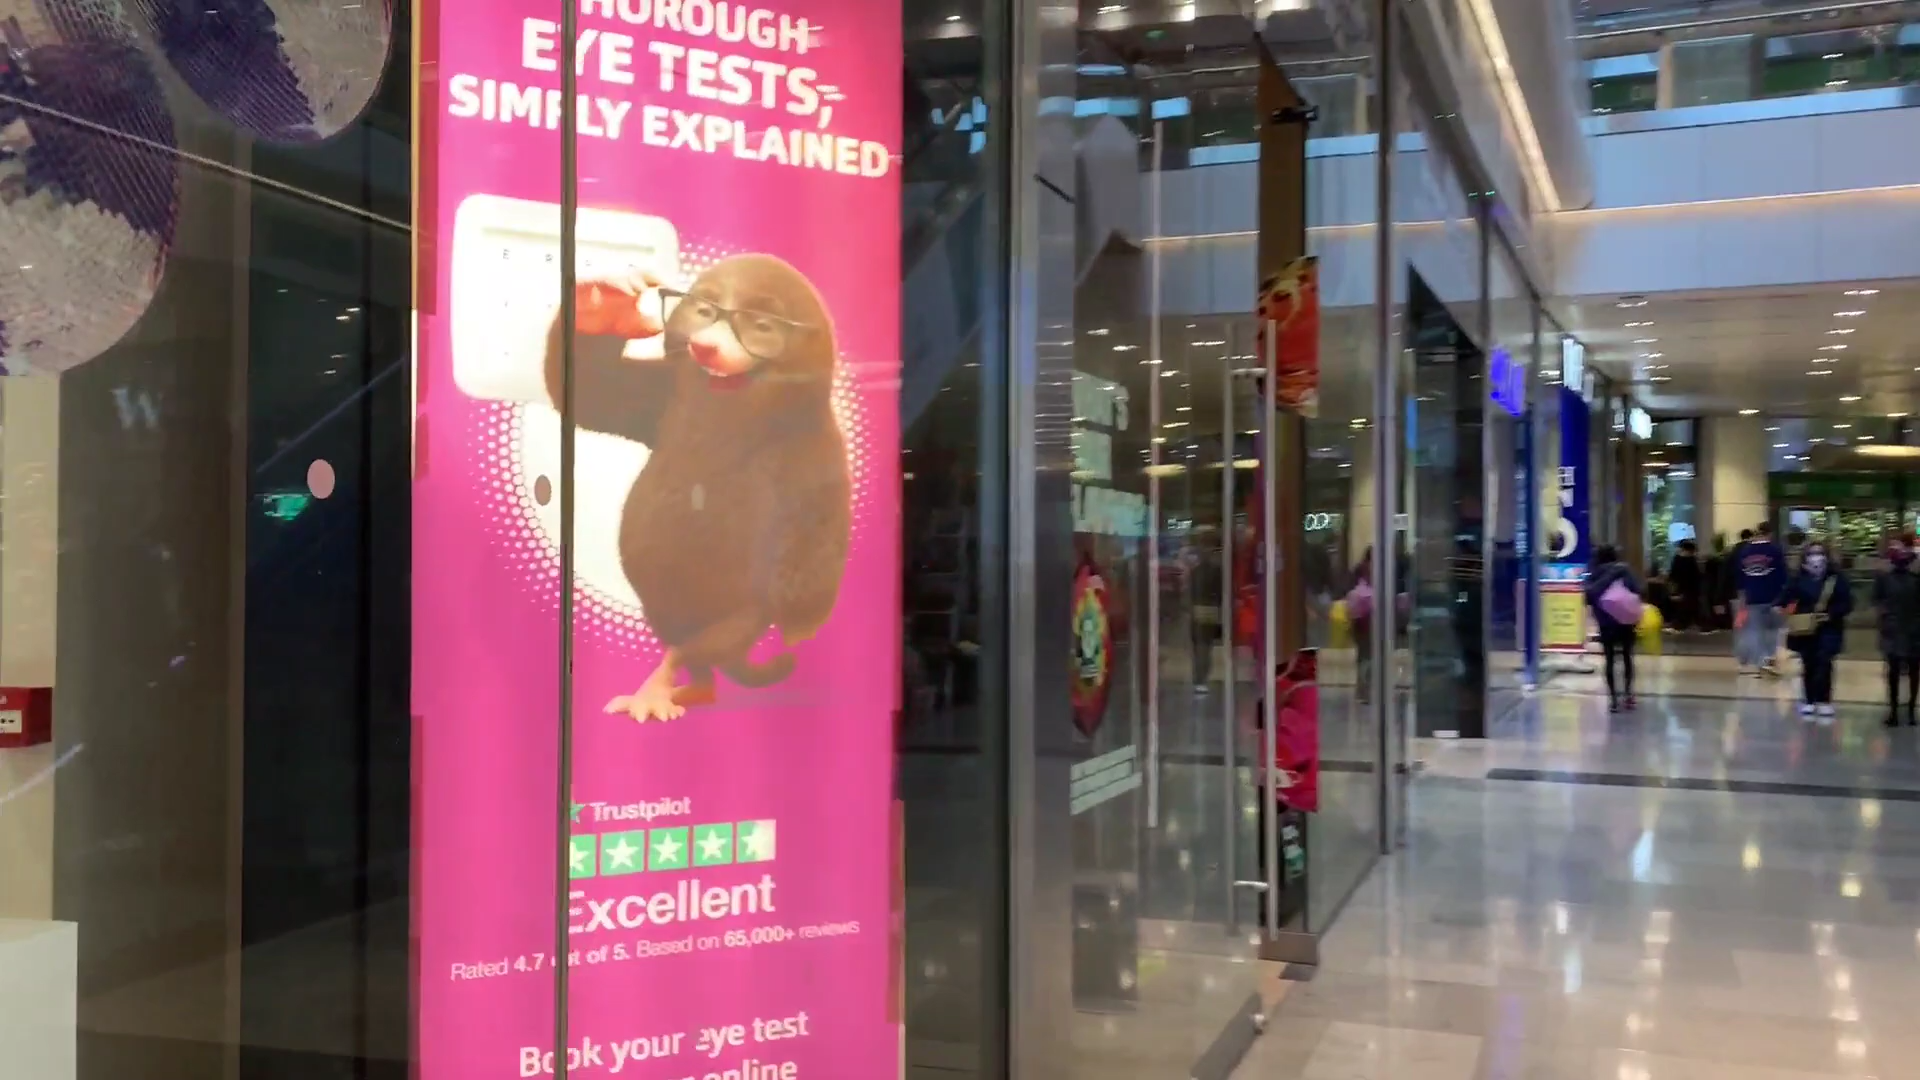 THOROUGH
EYE TESTS,
SIMPLY EXPLAINED
Trustpilot
Excellent
Rated 4.7 out of 5. Based on 65,000+ reviews
Book your eye test
online